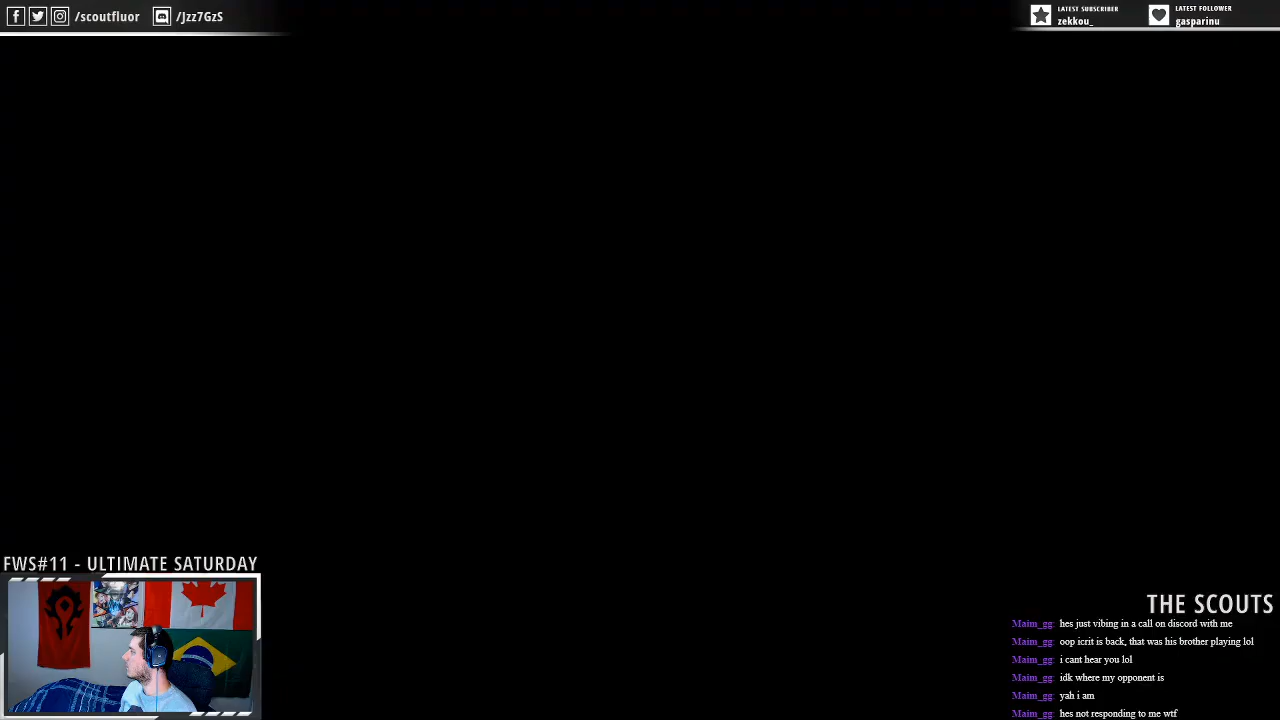 /scoutfluor
/Jzz7GzS
LATEST SUBSCRIBER
zekkou_
LATEST FOLLOWER
gasparinu
FWS#11 - ULTIMATE SATURDAY
THE SCOUTS
Maim_gg: hes just vibing in a call on discord with me
Maim_gg: oop icrit is back, that was his brother playing lol
Maim_gg: i cant hear you lol
Maim_gg: idk where my opponent is
Maim_gg: yah i am
Maim_gg: hes not responding to me wtf